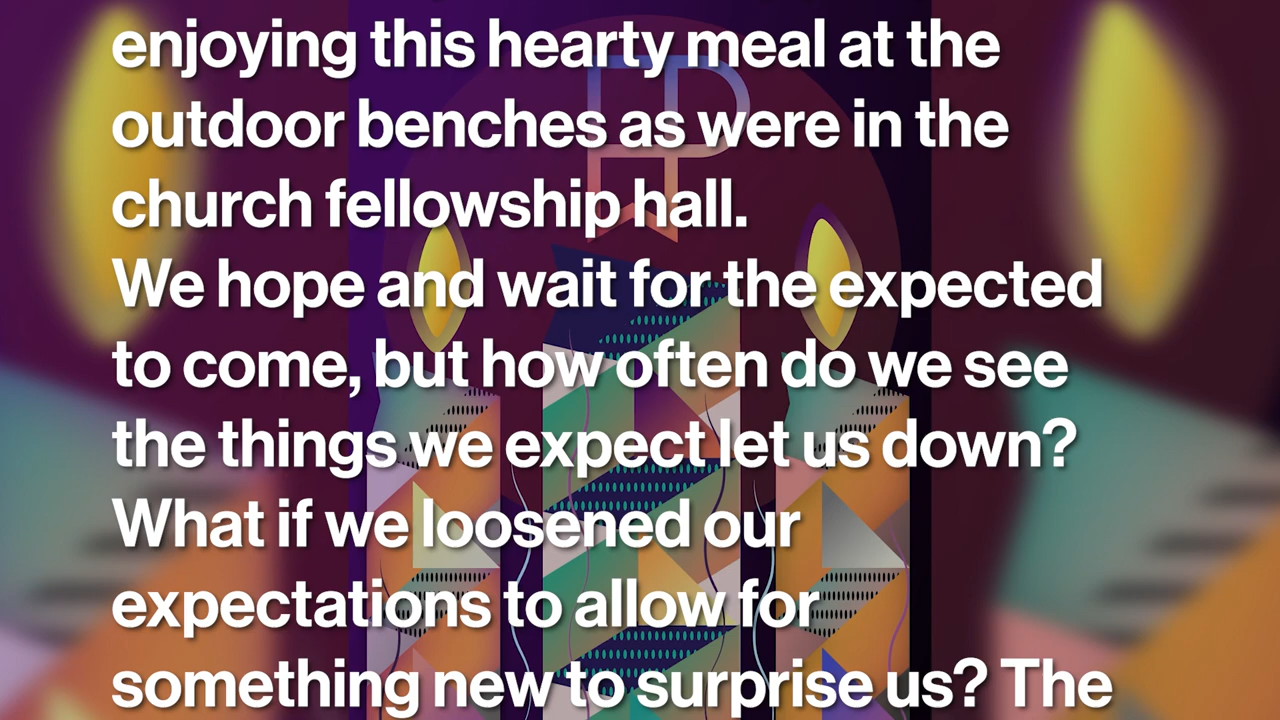 enjoying this hearty meal at the
outdoor benches as were in the
church fellowship hall.
We hope and wait for the expected
to come, but how often do we see
the things we expect let us down?
What if we loosened our
expectations to allow for
something new to surprise us? The